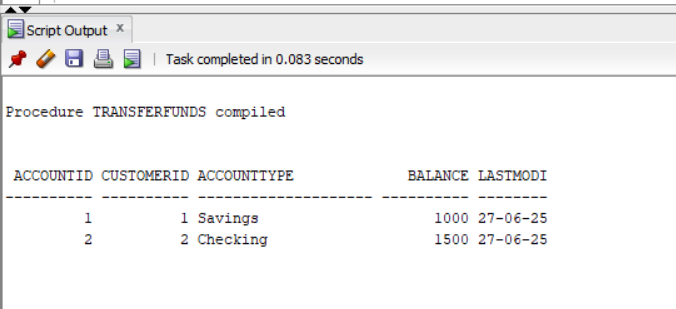 Script Output x
Task completed in 0.083 seconds
Procedure TRANSFERFUNDS compiled
ACCOUNTID CUSTOMERID ACCOUNTTYPE BALANCE LASTMODI
---------- ---------- -------------------- ---------- --------
1 1 Savings 1000 27-06-25
2 2 Checking 1500 27-06-25